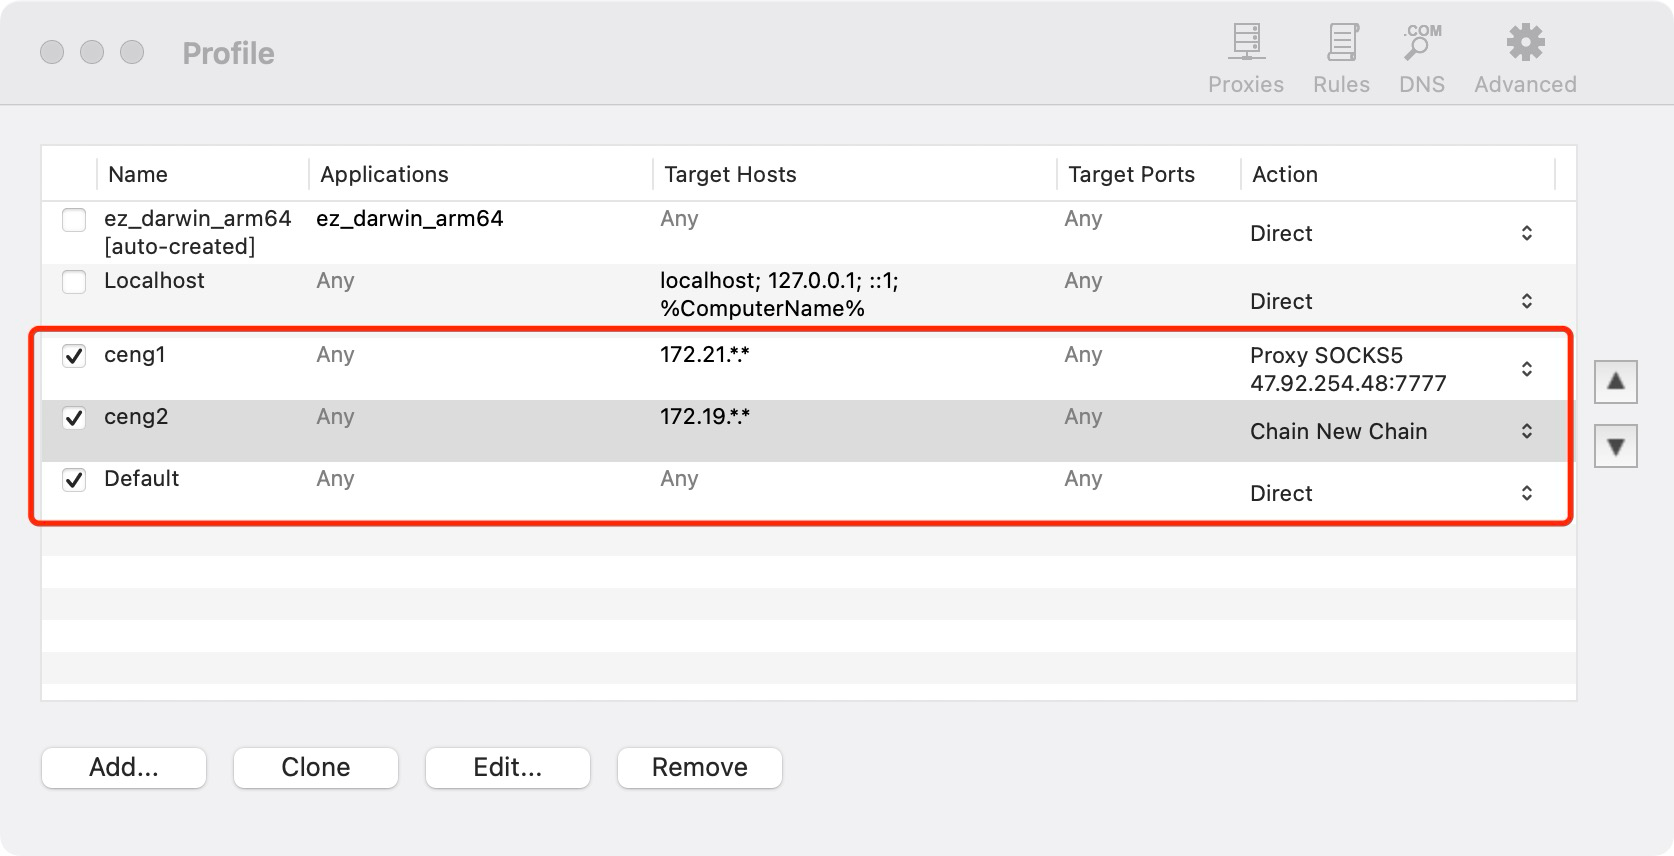 Profile
.COM
Proxies Rules DNS Advanced
Name Applications Target Hosts Target Ports Action
ez_darwin_arm64 ez_darwin_arm64 Any Any Direct
[auto-created]
Localhost Any localhost; 127.0.0.1; ::1; Any Direct
%ComputerName%
ceng1 Any 172.21.*.* Any Proxy SOCKS5
47.92.254.48:7777
ceng2 Any 172.19.*.* Any Chain New Chain
Default Any Any Any Direct
Add... Clone Edit... Remove